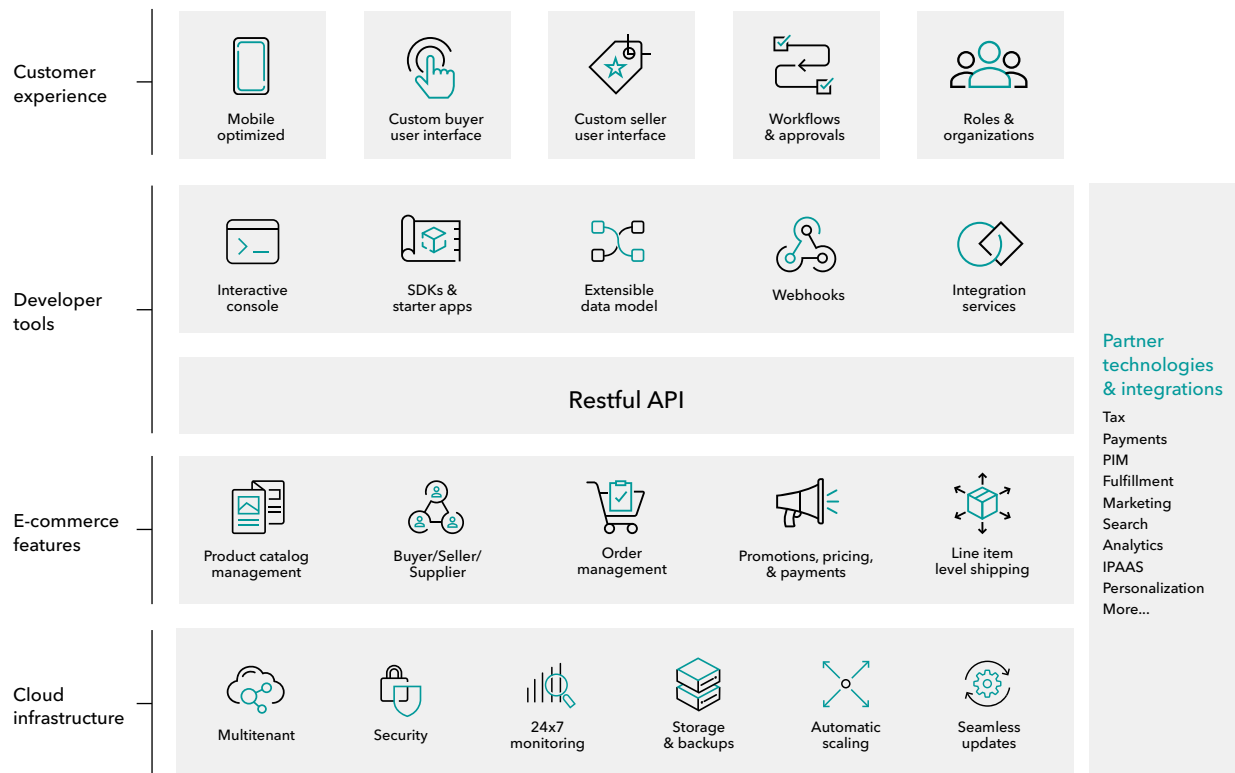 Customer
experience
Mobile
optimized
Custom buyer
user interface
Custom seller
user interface
Workflows
& approvals
Roles &
organizations
Developer
tools
Interactive
console
SDKs &
starter apps
Extensible
data model
Webhooks
Integration
services
Restful API
E-commerce
features
Product catalog
management
Buyer/Seller/
Supplier
Order
management
Promotions, pricing,
& payments
Line item
level shipping
Cloud
infrastructure
Multitenant
Security
24x7
monitoring
Storage
& backups
Automatic
scaling
Seamless
updates
Partner
technologies
& integrations
Tax
Payments
PIM
Fulfillment
Marketing
Search
Analytics
IPAAS
Personalization
More...